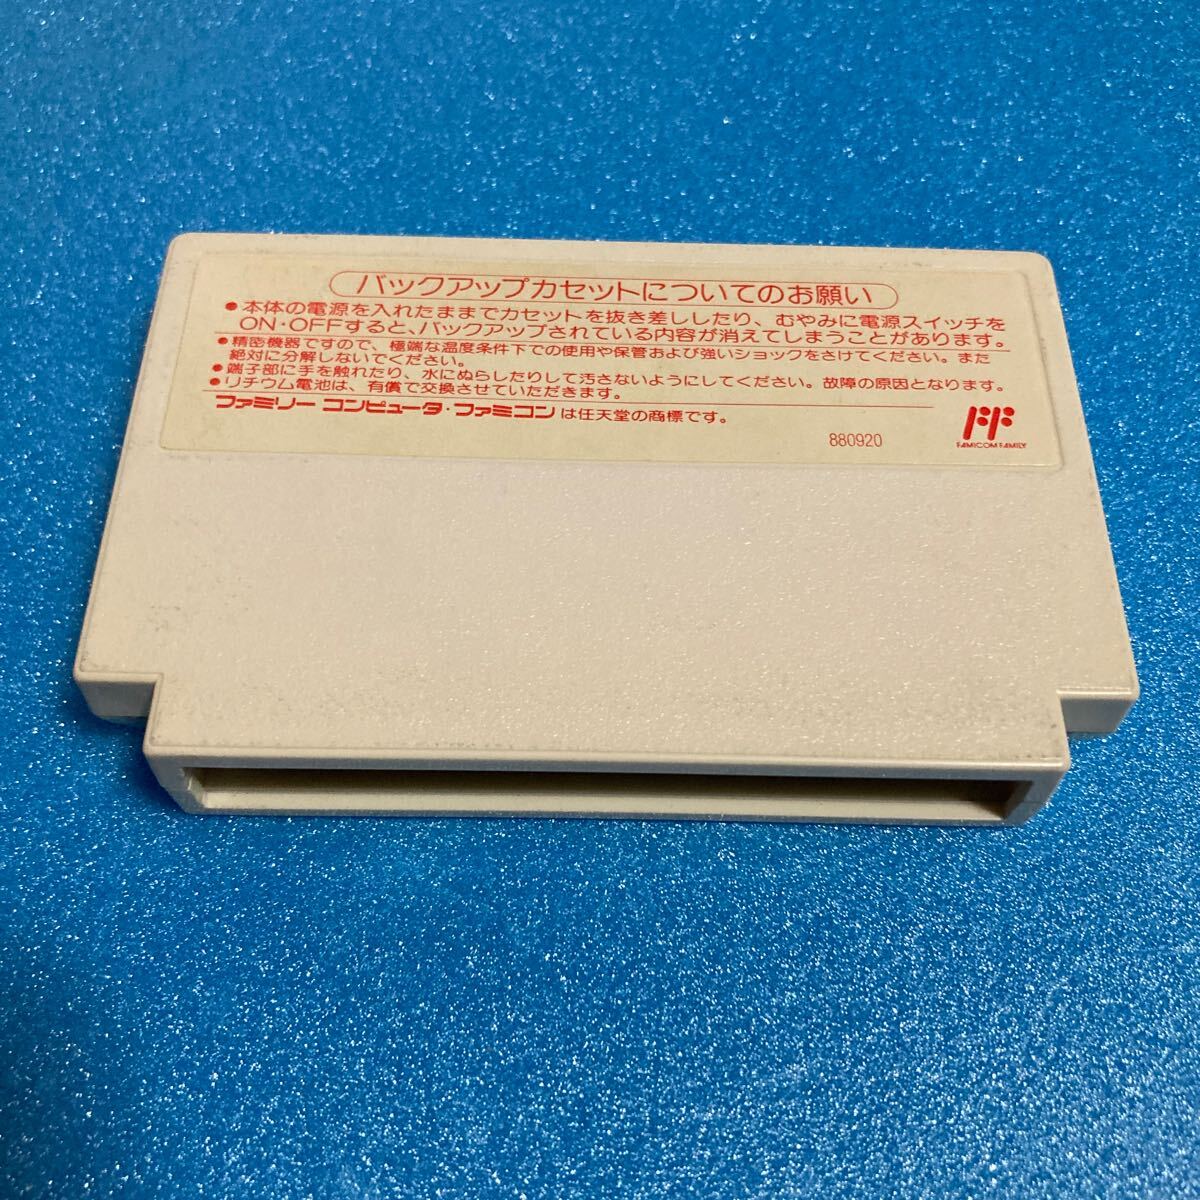 バックアップカセットについてのお願い
●本体の電源を入れたままでカセットを抜き差ししたり、むやみに電源スイッチを
ON・OFFすると、バックアップされている内容が消えてしまうことがあります。
●精密機器ですので、極端な温度条件下での使用や保管および強いショックをさけてください。また
絶対に分解しないでください。
●端子部に手を触れたり、水にぬらしたりして汚さないようにしてください。故障の原因となります。
●リチウム電池は、有償で交換させていただきます。
ファミリー コンピュータ・ファミコン は任天堂の商標です。
880920
FAMICOM FAMILY